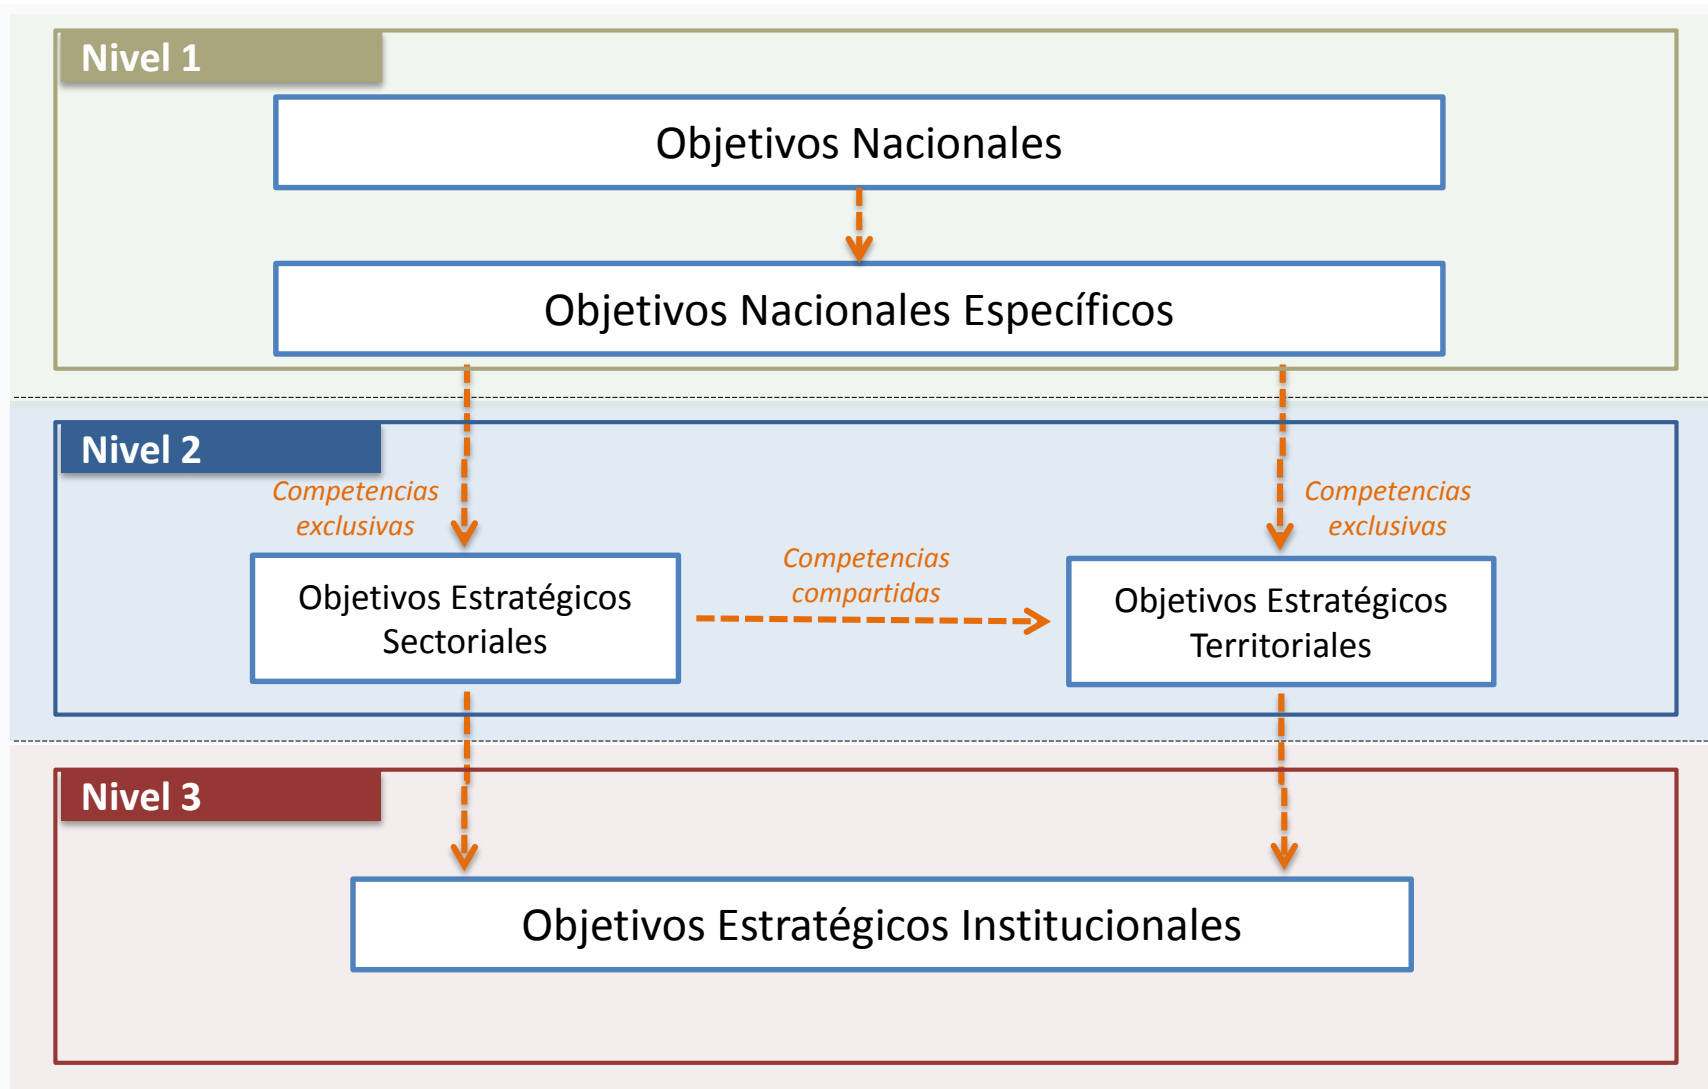 Nivel 1
Objetivos Nacionales
Objetivos Nacionales Específicos
Nivel 2
Competencias
exclusivas
Competencias
exclusivas
Competencias
compartidas
Objetivos Estratégicos
Sectoriales
Objetivos Estratégicos
Territoriales
Nivel 3
Objetivos Estratégicos Institucionales